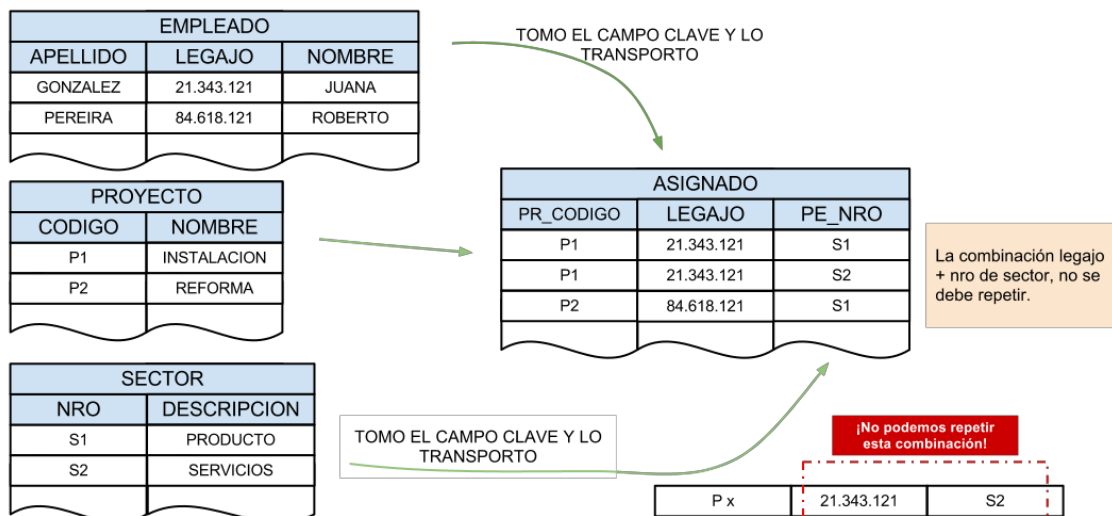 EMPLEADO
APELLIDO LEGAJO NOMBRE
GONZALEZ 21.343.121 JUANA
PEREIRA 84.618.121 ROBERTO
TOMO EL CAMPO CLAVE Y LO
TRANSPORTO
PROYECTO
CODIGO NOMBRE
P1 INSTALACION
P2 REFORMA
ASIGNADO
PR_CODIGO LEGAJO PE_NRO
P1 21.343.121 S1
P1 21.343.121 S2
P2 84.618.121 S1
La combinación legajo
+ nro de sector, no se
debe repetir.
SECTOR
NRO DESCRIPCION
S1 PRODUCTO
S2 SERVICIOS
TOMO EL CAMPO CLAVE Y LO
TRANSPORTO
¡No podemos repetir
esta combinación!
P x 21.343.121 S2